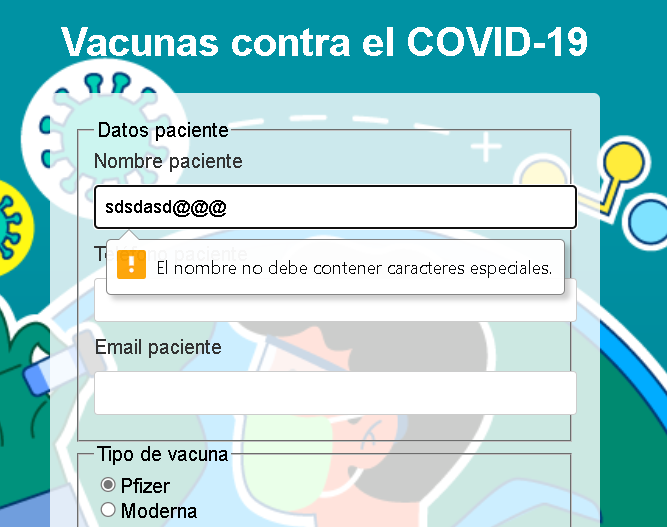 Vacunas contra el COVID-19
Datos paciente
Nombre paciente
sdsdasd@@@
El nombre no debe contener caracteres especiales.
Email paciente
Tipo de vacuna
Pfizer
Moderna